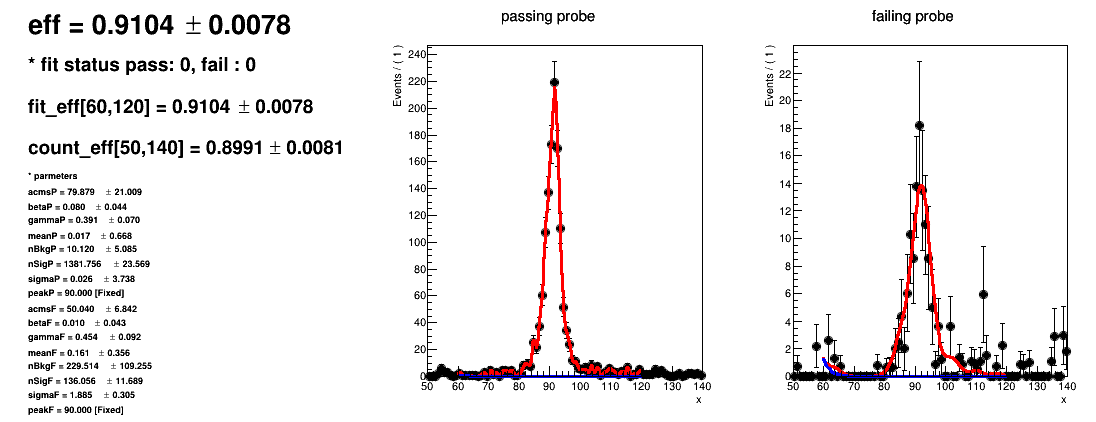 eff = 0.9104 ± 0.0078
* fit status pass: 0, fail : 0
fit_eff[60,120] = 0.9104 ± 0.0078
count_eff[50,140] = 0.8991 ± 0.0081
* parmeters
acmsP = 79.879 ± 21.009
betaP = 0.080 ± 0.044
gammaP = 0.391 ± 0.070
meanP = 0.017 ± 0.668
nBkgP = 10.120 ± 5.085
nSigP = 1381.756 ± 23.569
sigmaP = 0.026 ± 3.738
peakP = 90.000 [Fixed]
acmsF = 50.040 ± 6.842
betaF = 0.010 ± 0.043
gammaF = 0.454 ± 0.092
meanF = 0.161 ± 0.356
nBkgF = 229.514 ± 109.255
nSigF = 136.056 ± 11.689
sigmaF = 1.885 ± 0.305
peakF = 90.000 [Fixed]
passing probe
Events / ( 1 )
240
220
200
180
160
140
120
100
80
60
40
20
0
50 60 70 80 90 100 110 120 130 140
x
failing probe
Events / ( 1 )
22
20
18
16
14
12
10
8
6
4
2
0
50 60 70 80 90 100 110 120 130 140
x